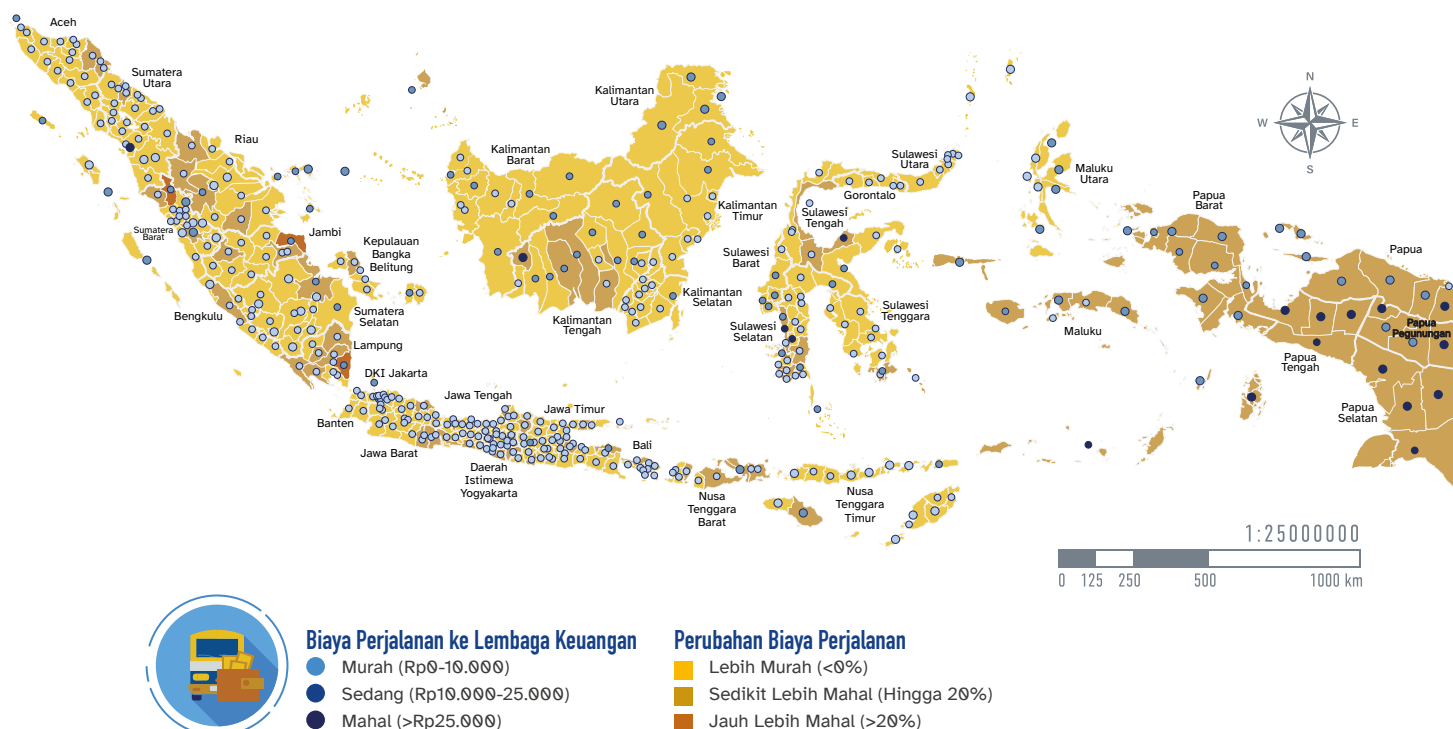 Aceh
Sumatera
Utara
Riau
Sumatera
Barat
Jambi
Kepulauan
Bangka
Belitung
Bengkulu
Sumatera
Selatan
Lampung
DKI Jakarta
Banten
Jawa Barat
Jawa Tengah
Daerah
Istimewa
Yogyakarta
Jawa Timur
Bali
Nusa
Tenggara
Barat
Nusa
Tenggara
Timur
Kalimantan
Utara
Kalimantan
Barat
Kalimantan
Timur
Kalimantan
Selatan
Kalimantan
Tengah
Sulawesi
Utara
Gorontalo
Sulawesi
Tengah
Sulawesi
Barat
Sulawesi
Selatan
Sulawesi
Tenggara
Maluku
Utara
Maluku
Papua
Barat
Papua
Papua
Pegunungan
Papua
Tengah
Papua
Selatan
N
W
E
S
1:25000000
0 125 250 500 1000 km
Biaya Perjalanan ke Lembaga Keuangan
Murah (Rp0-10.000)
Sedang (Rp10.000-25.000)
Mahal (>Rp25.000)
Perubahan Biaya Perjalanan
Lebih Murah (<0%)
Sedikit Lebih Mahal (Hingga 20%)
Jauh Lebih Mahal (>20%)